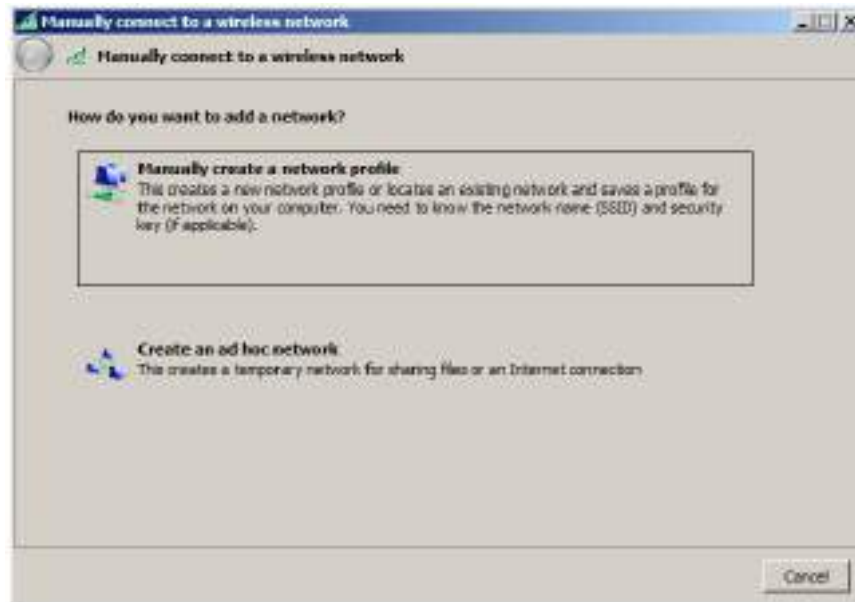 Manually connect to a wireless network
Manually connect to a wireless network
How do you want to add a network?
Manually create a network profile
This creates a new network profile or locates an existing network and saves a profile for
the network on your computer. You need to know the network name (SSID) and security
key (if applicable).
Create an ad hoc network
This creates a temporary network for sharing files or an Internet connection
Cancel